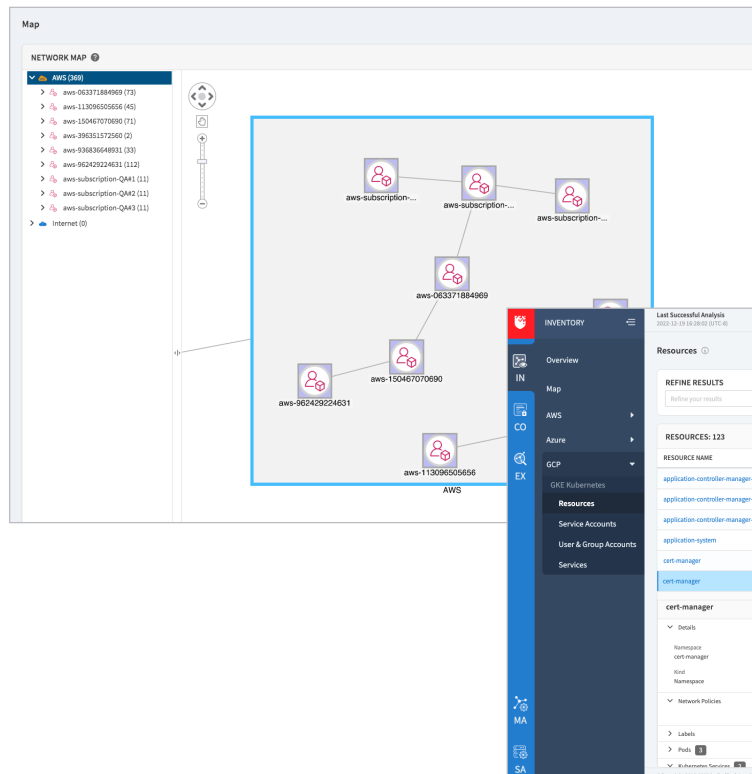 Map
NETWORK MAP ?
AWS (369)
aws-063371884969 (73)
aws-113096505656 (45)
aws-150467070690 (71)
aws-396351572560 (2)
aws-936836648931 (33)
aws-962429224631 (112)
aws-subscription-QA#1 (11)
aws-subscription-QA#2 (11)
aws-subscription-QA#3 (11)
Internet (0)
aws-subscription-...
aws-subscription-...
aws-subscription-...
aws-063371884969
aws-150467070690
aws-962429224631
aws-113096505656
AWS
INVENTORY
IN
CO
EX
MA
SA
Overview
Map
AWS
Azure
GCP
GKE Kubernetes
Resources
Service Accounts
User & Group Accounts
Services
Last Successful Analysis
2022-12-19 16:28:02 (UTC-8)
Resources
REFINE RESULTS
Refine your results
RESOURCES: 123
RESOURCE NAME
application-controller-manager-
application-controller-manager-
application-controller-manager-
application-system
cert-manager
cert-manager
cert-manager
Details
Namespace
cert-manager
Kind
Namespace
Network Policies
Labels
Pods 3
Kubernetes Services